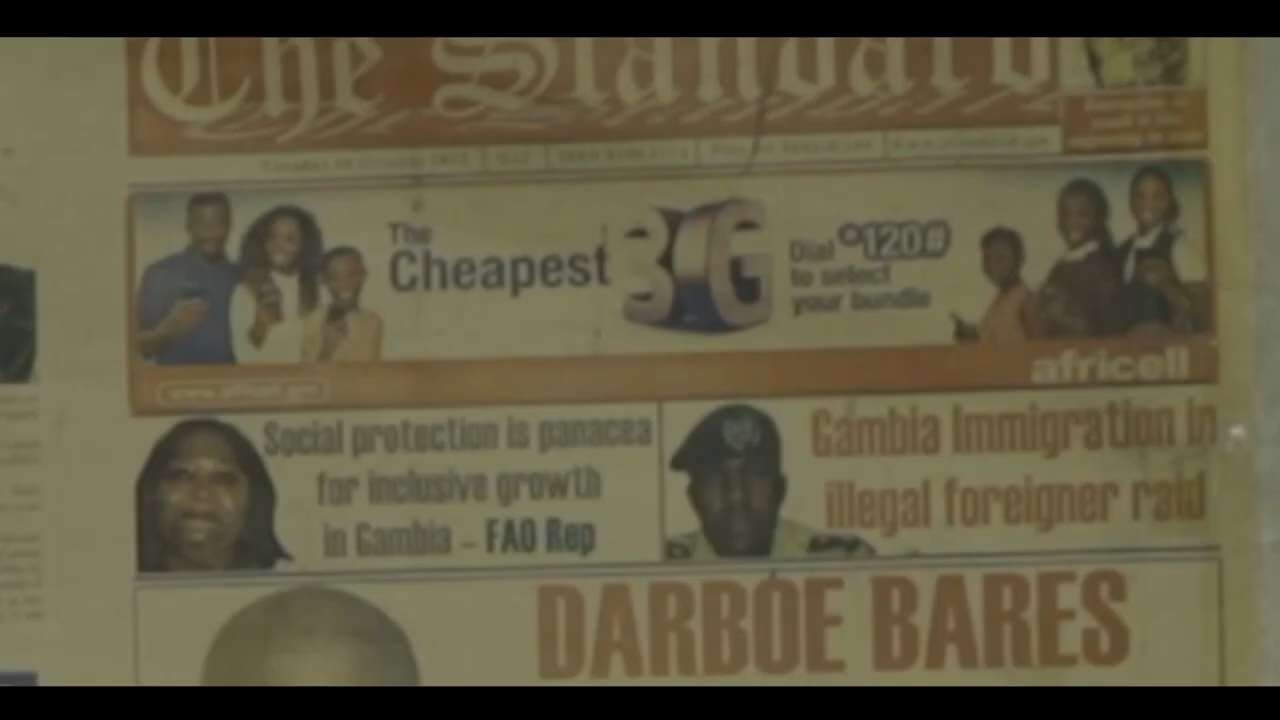 The Standard
The
Cheapest
3G
Dial *120#
to select
your bundle
africell
Social protection is panacea
for inclusive growth
in Gambia – FAO Rep
Gambia Immigration in
illegal foreigner raid
DARBOE BARES